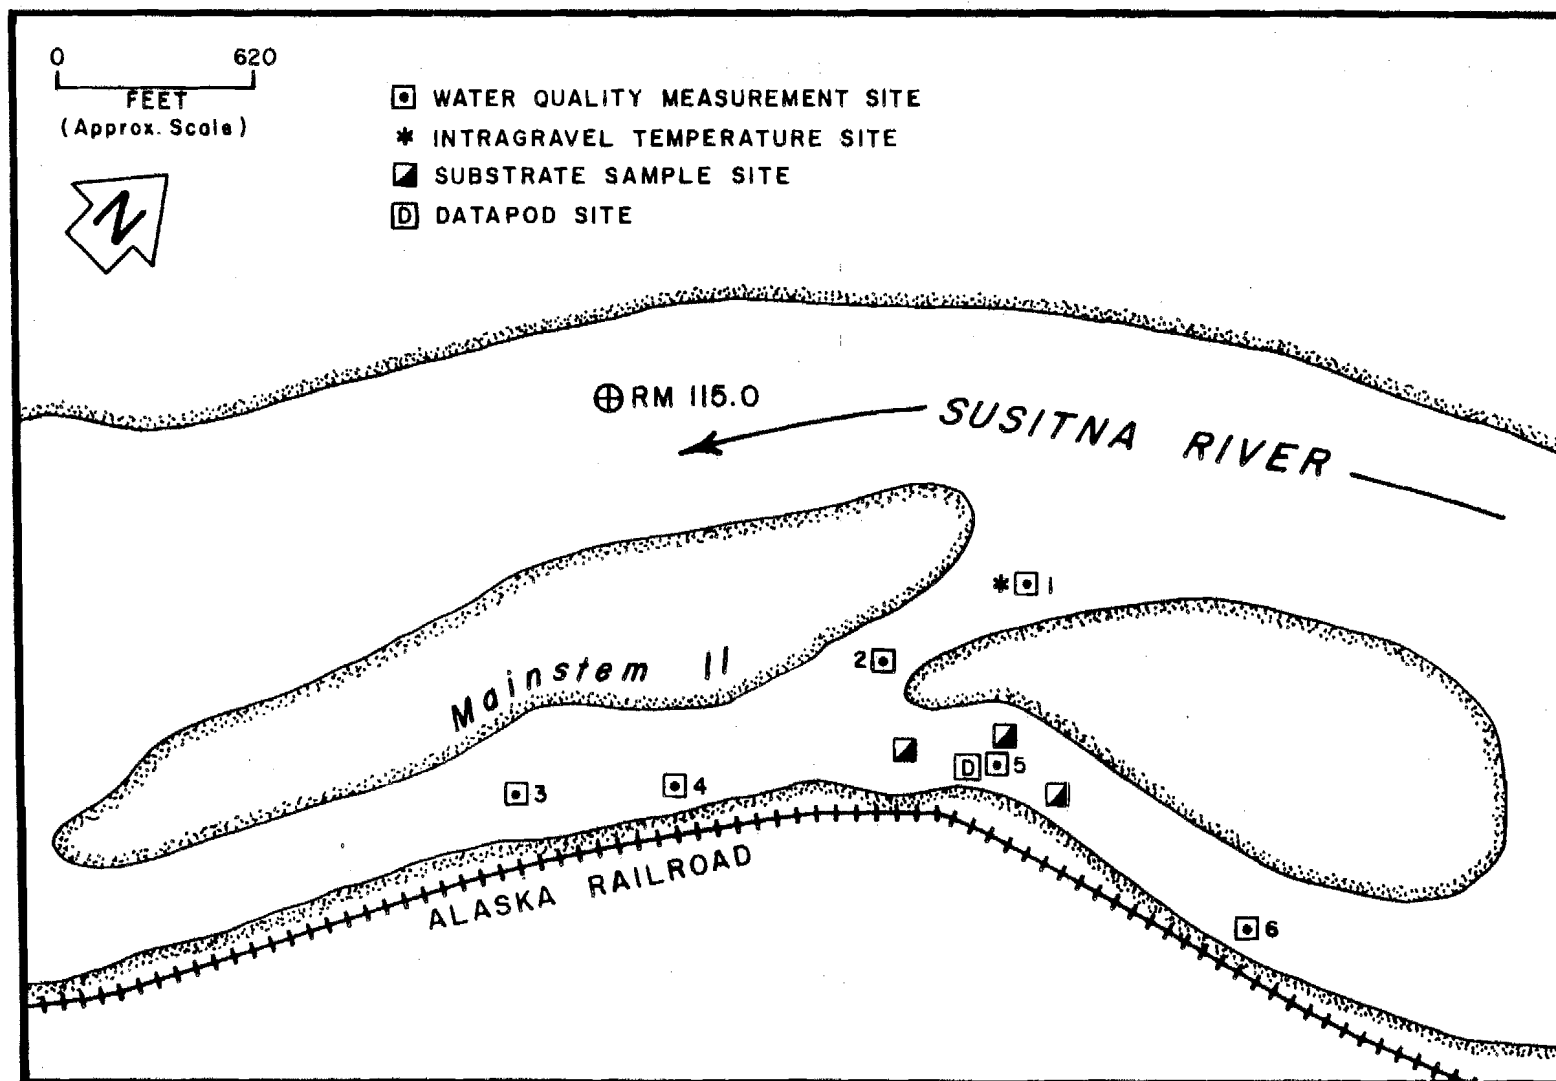 0 620
FEET
(Approx. Scale)
N
WATER QUALITY MEASUREMENT SITE
* INTRAGRAVEL TEMPERATURE SITE
SUBSTRATE SAMPLE SITE
D DATAPOD SITE
RM 115.0
SUSITNA RIVER
* 1
2
Mainstem II
D 5
3
4
6
ALASKA RAILROAD